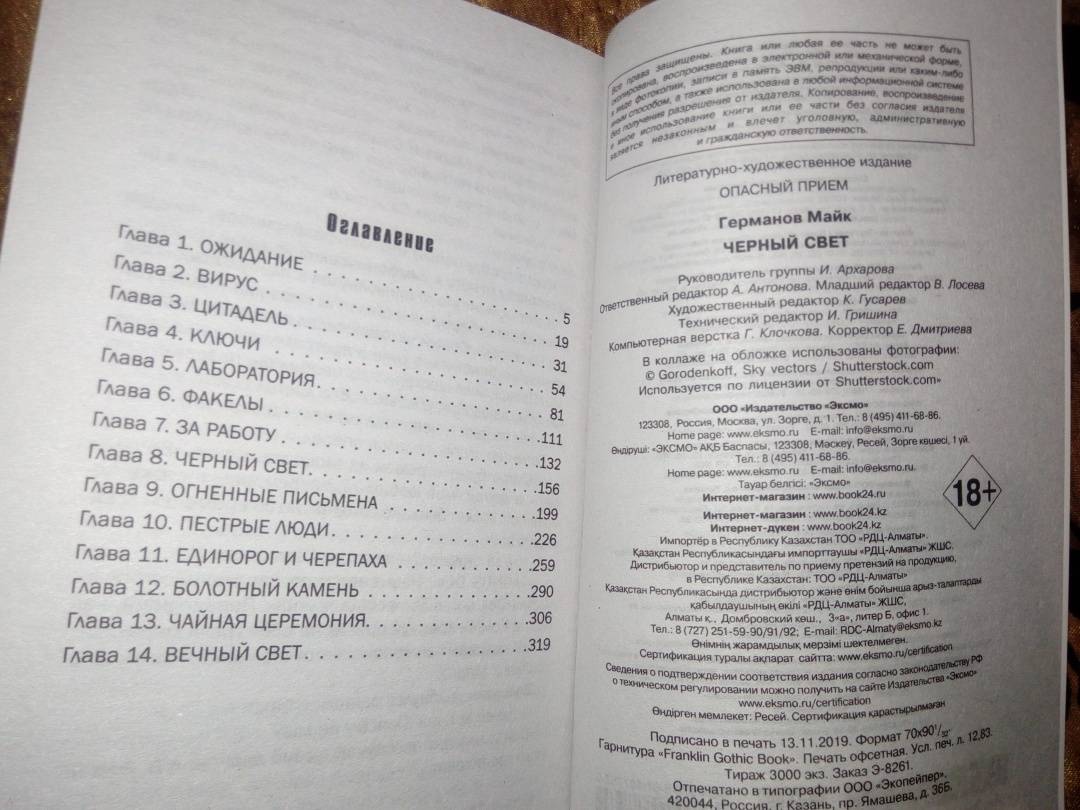 Оглавление
Глава 1. ОЖИДАНИЕ . . . . . . . . . . . . . . . . . 5
Глава 2. ВИРУС . . . . . . . . . . . . . . . . . 19
Глава 3. ЦИТАДЕЛЬ . . . . . . . . . . . . . . . . . 31
Глава 4. КЛЮЧИ . . . . . . . . . . . . . . . . . 54
Глава 5. ЛАБОРАТОРИЯ. . . . . . . . . . . . . . . . . 81
Глава 6. ФАКЕЛЫ . . . . . . . . . . . . . . . . . 111
Глава 7. ЗА РАБОТУ . . . . . . . . . . . . . . . . . 132
Глава 8. ЧЕРНЫЙ СВЕТ. . . . . . . . . . . . . . . . . 156
Глава 9. ОГНЕННЫЕ ПИСЬМЕНА . . . . . . . . . . . . . 199
Глава 10. ПЕСТРЫЕ ЛЮДИ . . . . . . . . . . . . . . . 226
Глава 11. ЕДИНОРОГ И ЧЕРЕПАХА . . . . . . . . . . . 259
Глава 12. БОЛОТНЫЙ КАМЕНЬ . . . . . . . . . . . . . 290
Глава 13. ЧАЙНАЯ ЦЕРЕМОНИЯ. . . . . . . . . . . . . 306
Глава 14. ВЕЧНЫЙ СВЕТ . . . . . . . . . . . . . . . . . 319
Все права защищены. Книга или любая ее часть не может быть
скопирована, воспроизведена в электронной или механической форме,
в виде фотокопии, записи в память ЭВМ, репродукции или каким-либо
иным способом, а также использована в любой информационной системе
без получения разрешения от издателя. Копирование, воспроизведение
и иное использование книги или ее части без согласия издателя
является незаконным и влечет уголовную, административную
и гражданскую ответственность.
Литературно-художественное издание
ОПАСНЫЙ ПРИЕМ
Германов Майк
ЧЕРНЫЙ СВЕТ
Руководитель группы И. Архарова
Ответственный редактор А. Антонова. Младший редактор В. Лосева
Художественный редактор К. Гусарев
Технический редактор И. Гришина
Компьютерная верстка Г. Клочкова. Корректор Е. Дмитриева
В коллаже на обложке использованы фотографии:
© Gorodenkoff, Sky vectors / Shutterstock.com
Используется по лицензии от Shutterstock.com»
ООО «Издательство «Эксмо»
123308, Россия, Москва, ул. Зорге, д. 1. Тел.: 8 (495) 411-68-86.
Home page: www.eksmo.ru E-mail: info@eksmo.ru
Өндіруші: «ЭКСМО» АҚБ Баспасы, 123308, Мәскеу, Ресей, Зорге көшесі, 1 үй.
Тел.: 8 (495) 411-68-86.
Home page: www.eksmo.ru E-mail: info@eksmo.ru.
Тауар белгісі: «Эксмо»
Интернет-магазин : www.book24.ru
Интернет-магазин : www.book24.kz
Интернет-дүкен : www.book24.kz
Импортёр в Республику Казахстан ТОО «РДЦ-Алматы».
Қазақстан Республикасындағы импорттаушы «РДЦ-Алматы» ЖШС.
Дистрибьютор и представитель по приему претензий на продукцию,
в Республике Казахстан: ТОО «РДЦ-Алматы»
Қазақстан Республикасында дистрибьютор және өнім бойынша арыз-талаптарды
қабылдаушының өкілі «РДЦ-Алматы» ЖШС,
Алматы қ., Домбровский көш., 3«а», литер Б, офис 1.
Тел.: 8 (727) 251-59-90/91/92; E-mail: RDC-Almaty@eksmo.kz
Өнімнің жарамдылық мерзімі шектелмеген.
Сертификация туралы ақпарат сайтта: www.eksmo.ru/certification
Сведения о подтверждении соответствия издания согласно законодательству РФ
о техническом регулировании можно получить на сайте Издательства «Эксмо»
www.eksmo.ru/certification
Өндірген мемлекет: Ресей. Сертификация қарастырылмаған
18+
Подписано в печать 13.11.2019. Формат 70x90¹/₃₂.
Гарнитура «Franklin Gothic Book». Печать офсетная. Усл. печ. л. 12,83.
Тираж 3000 экз. Заказ Э-8261.
Отпечатано в типографии ООО «Экопейпер».
420044, Россия, г. Казань, пр. Ямашева, д. 36Б.